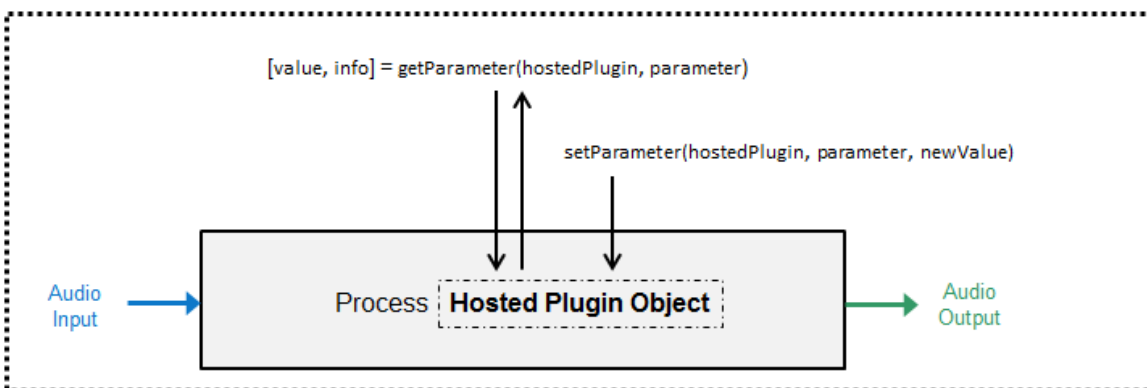 [value, info] = getParameter(hostedPlugin, parameter)
setParameter(hostedPlugin, parameter, newValue)
Audio
Input
Process Hosted Plugin Object
Audio
Output